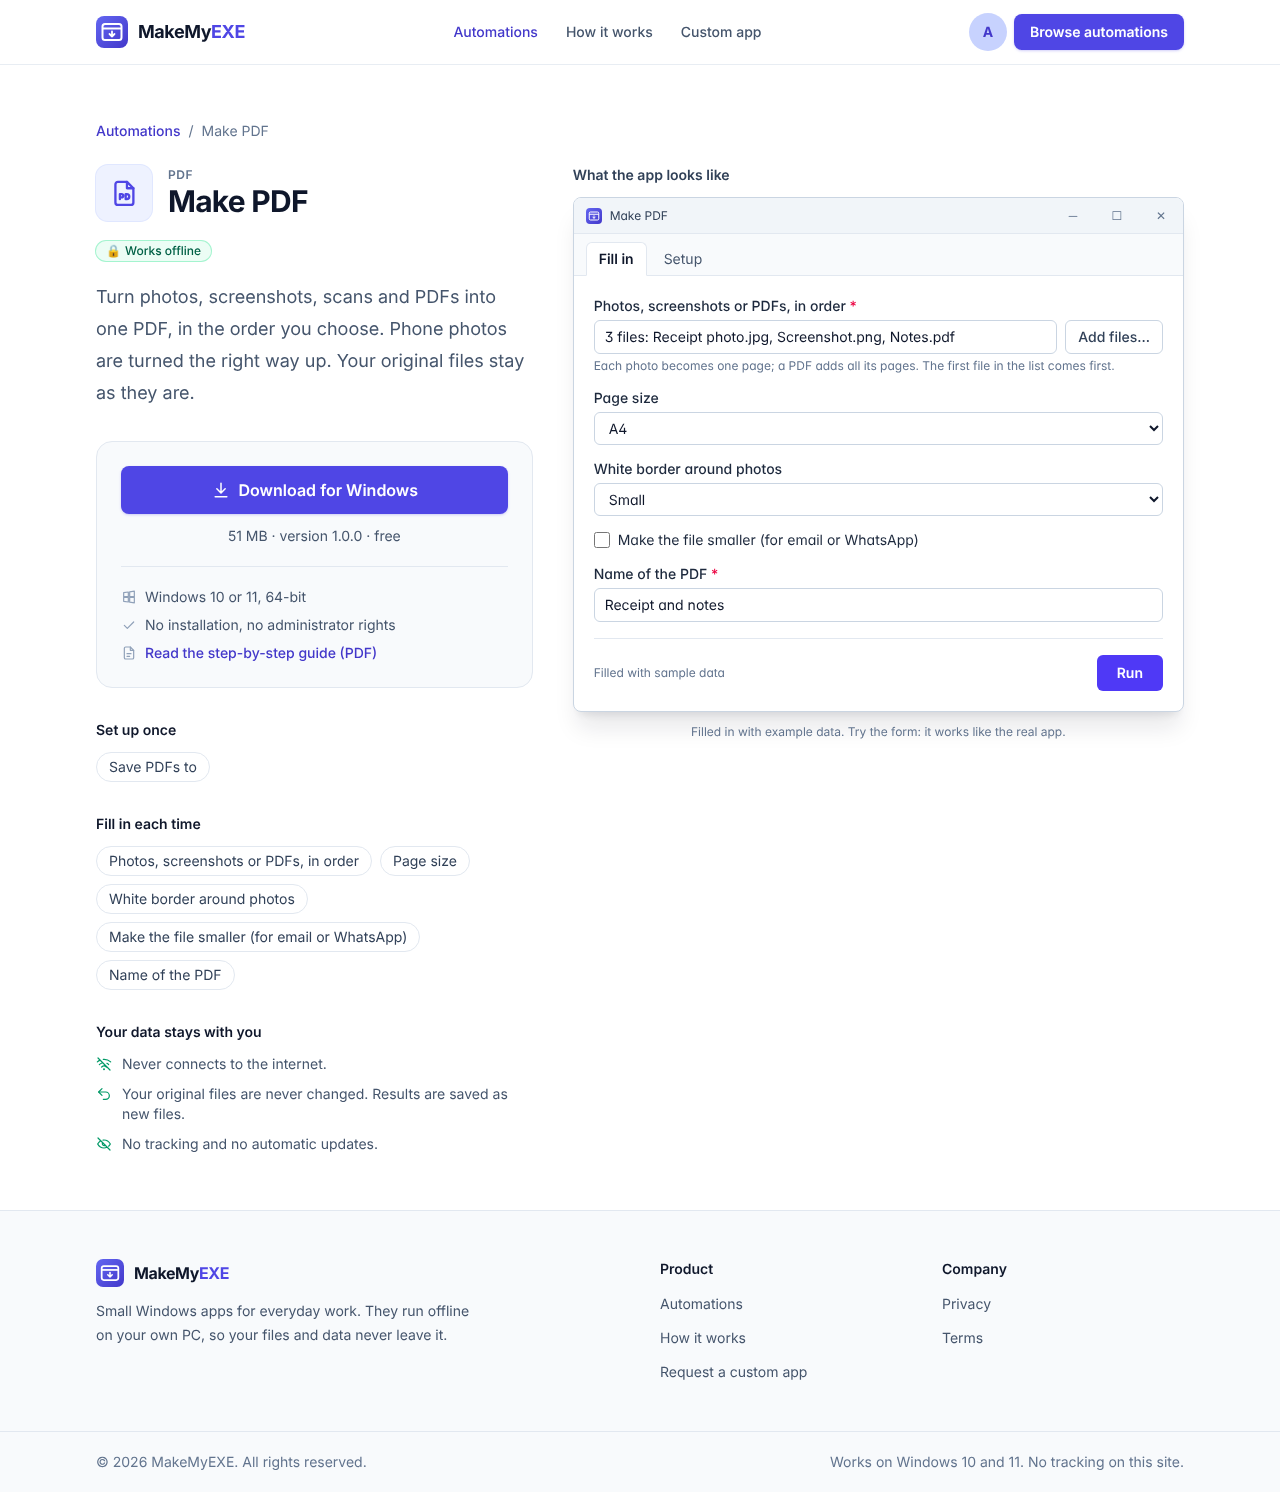 MakeMyEXE
Automations
How it works
Custom app
A
Browse automations
Automations / Make PDF
PD
PDF
Make PDF
Works offline
Turn photos, screenshots, scans and PDFs into
one PDF, in the order you choose. Phone photos
are turned the right way up. Your original files stay
as they are.
Download for Windows
51 MB · version 1.0.0 · free
Windows 10 or 11, 64-bit
No installation, no administrator rights
Read the step-by-step guide (PDF)
Set up once
Save PDFs to
Fill in each time
Photos, screenshots or PDFs, in order
Page size
White border around photos
Make the file smaller (for email or WhatsApp)
Name of the PDF
Your data stays with you
Never connects to the internet.
Your original files are never changed. Results are saved as
new files.
No tracking and no automatic updates.
What the app looks like
Make PDF
Fill in
Setup
Photos, screenshots or PDFs, in order *
3 files: Receipt photo.jpg, Screenshot.png, Notes.pdf
Add files...
Each photo becomes one page; a PDF adds all its pages. The first file in the list comes first.
Page size
A4
White border around photos
Small
Make the file smaller (for email or WhatsApp)
Name of the PDF *
Receipt and notes
Filled with sample data
Run
Filled in with example data. Try the form: it works like the real app.
MakeMyEXE
Small Windows apps for everyday work. They run offline
on your own PC, so your files and data never leave it.
Product
Automations
How it works
Request a custom app
Company
Privacy
Terms
© 2026 MakeMyEXE. All rights reserved.
Works on Windows 10 and 11. No tracking on this site.